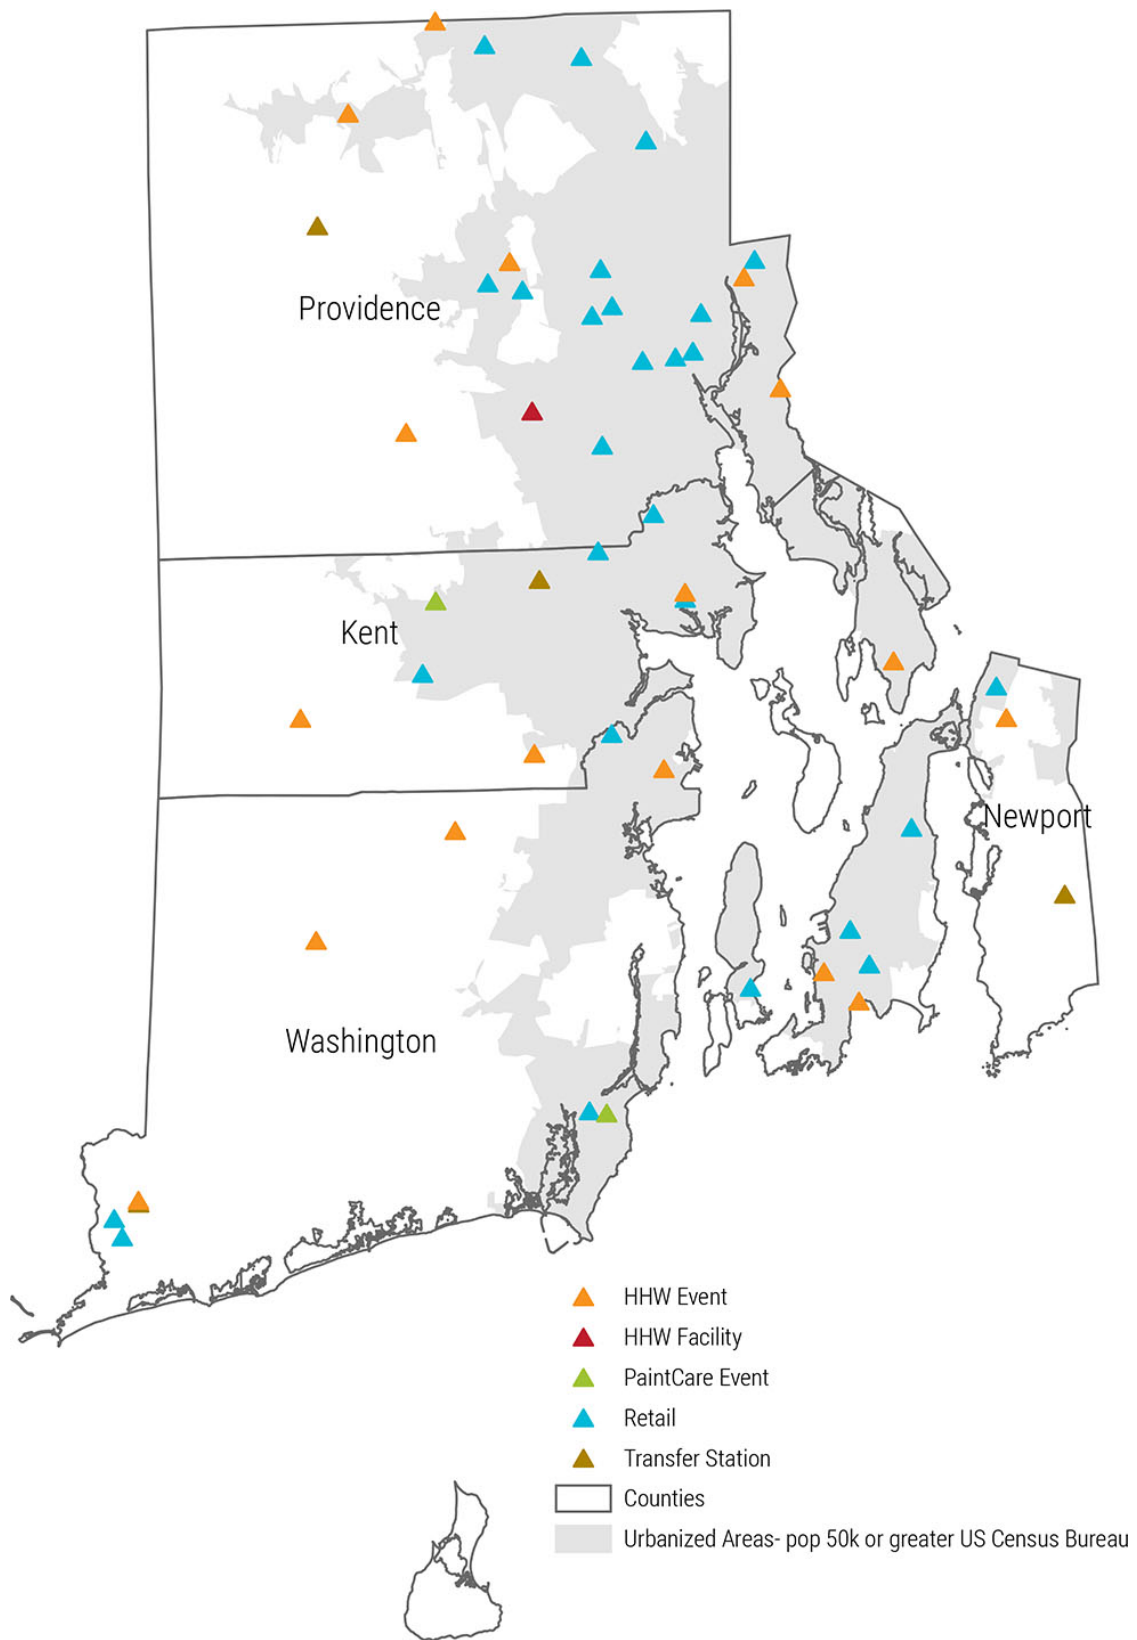 Providence
Kent
Newport
Washington
HHW Event
HHW Facility
PaintCare Event
Retail
Transfer Station
Counties
Urbanized Areas- pop 50k or greater US Census Bureau